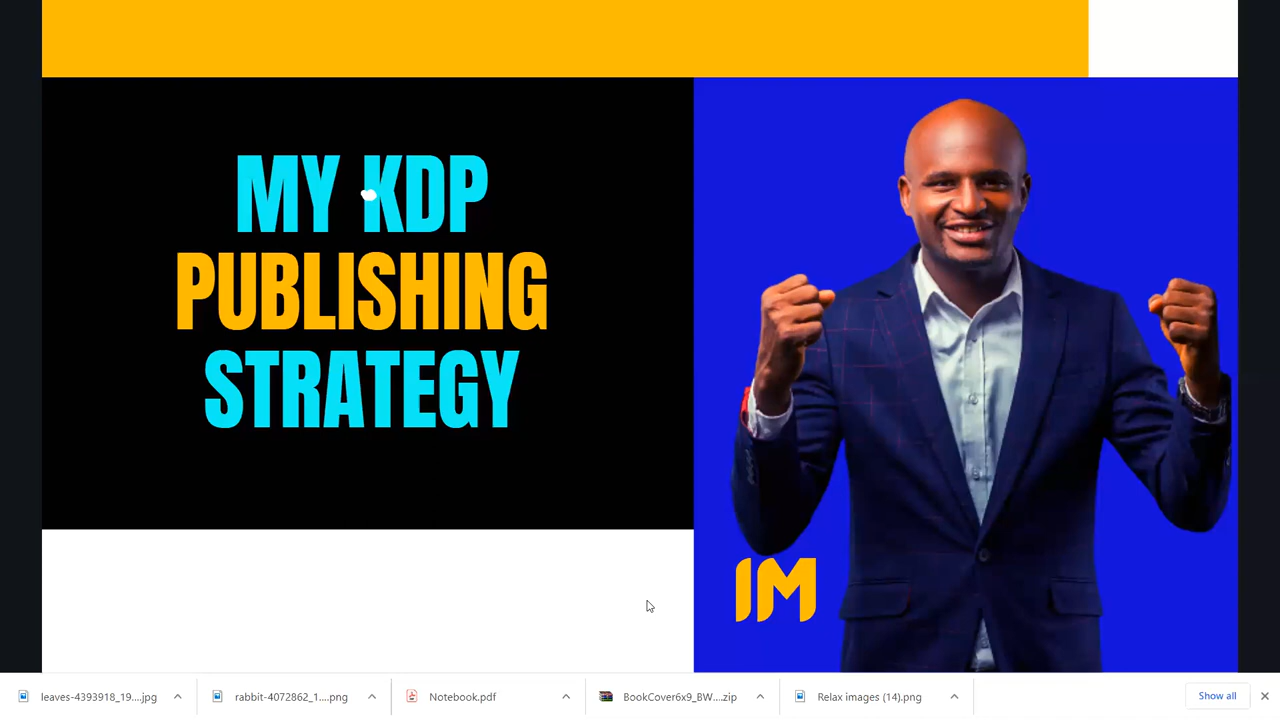 MY KDP
PUBLISHING
STRATEGY
IM
leaves-4393918_19....jpg
rabbit-4072862_1....png
Notebook.pdf
BookCover6x9_BW....zip
Relax images (14).png
Show all